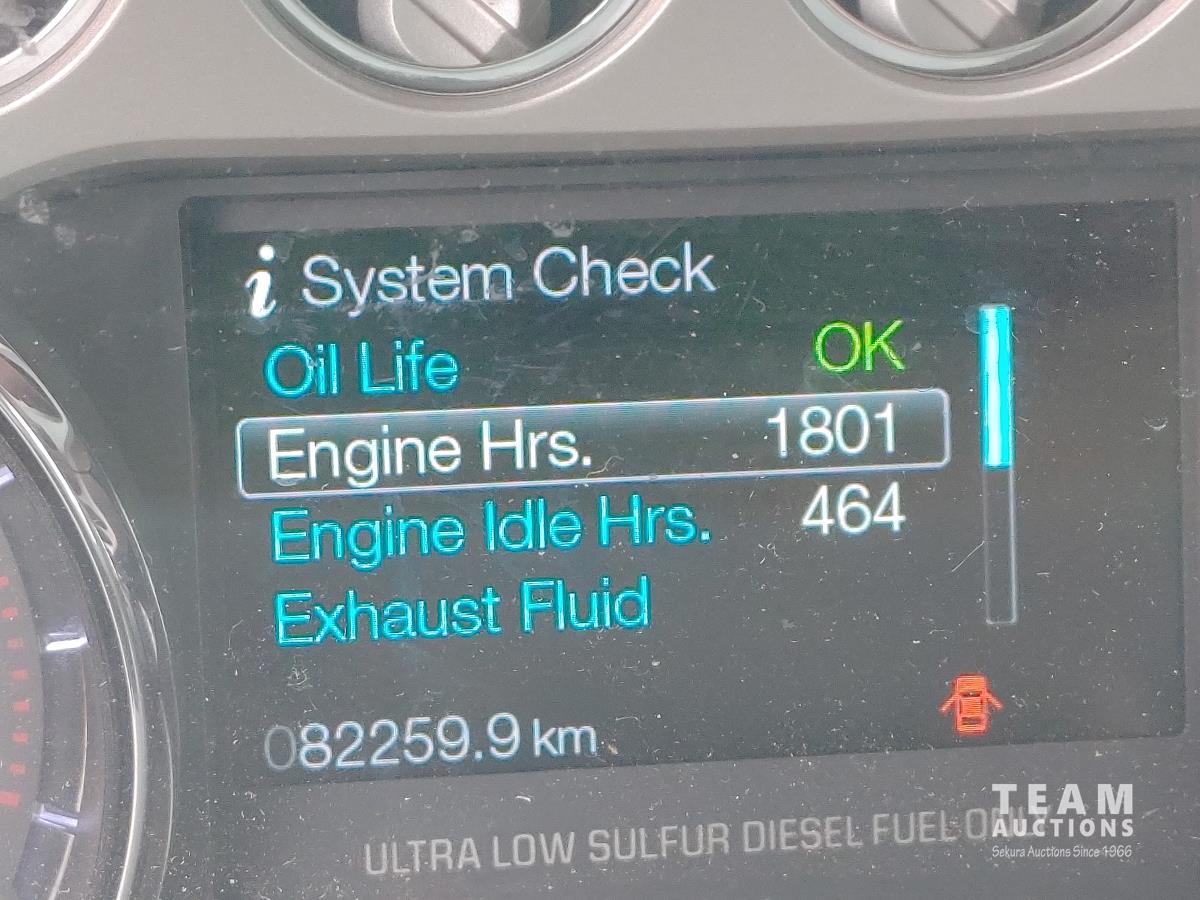 i System Check
Oil Life OK
Engine Hrs. 1801
Engine Idle Hrs. 464
Exhaust Fluid
082259.9 km
ULTRA LOW SULFUR DIESEL FUEL
TEAM
AUCTIONS
Sekura Auctions Since 1966